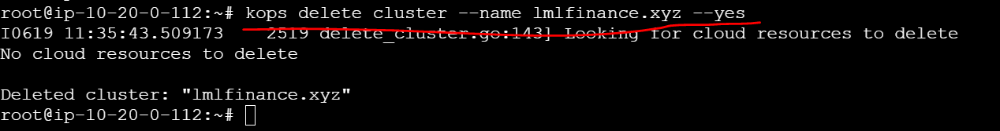 root@ip-10-20-0-112:~# kops delete cluster --name lmlfinance.xyz --yes
I0619 11:35:43.509173    2519 delete_cluster.go:143] Looking for cloud resources to delete
No cloud resources to delete

Deleted cluster: "lmlfinance.xyz"
root@ip-10-20-0-112:~#